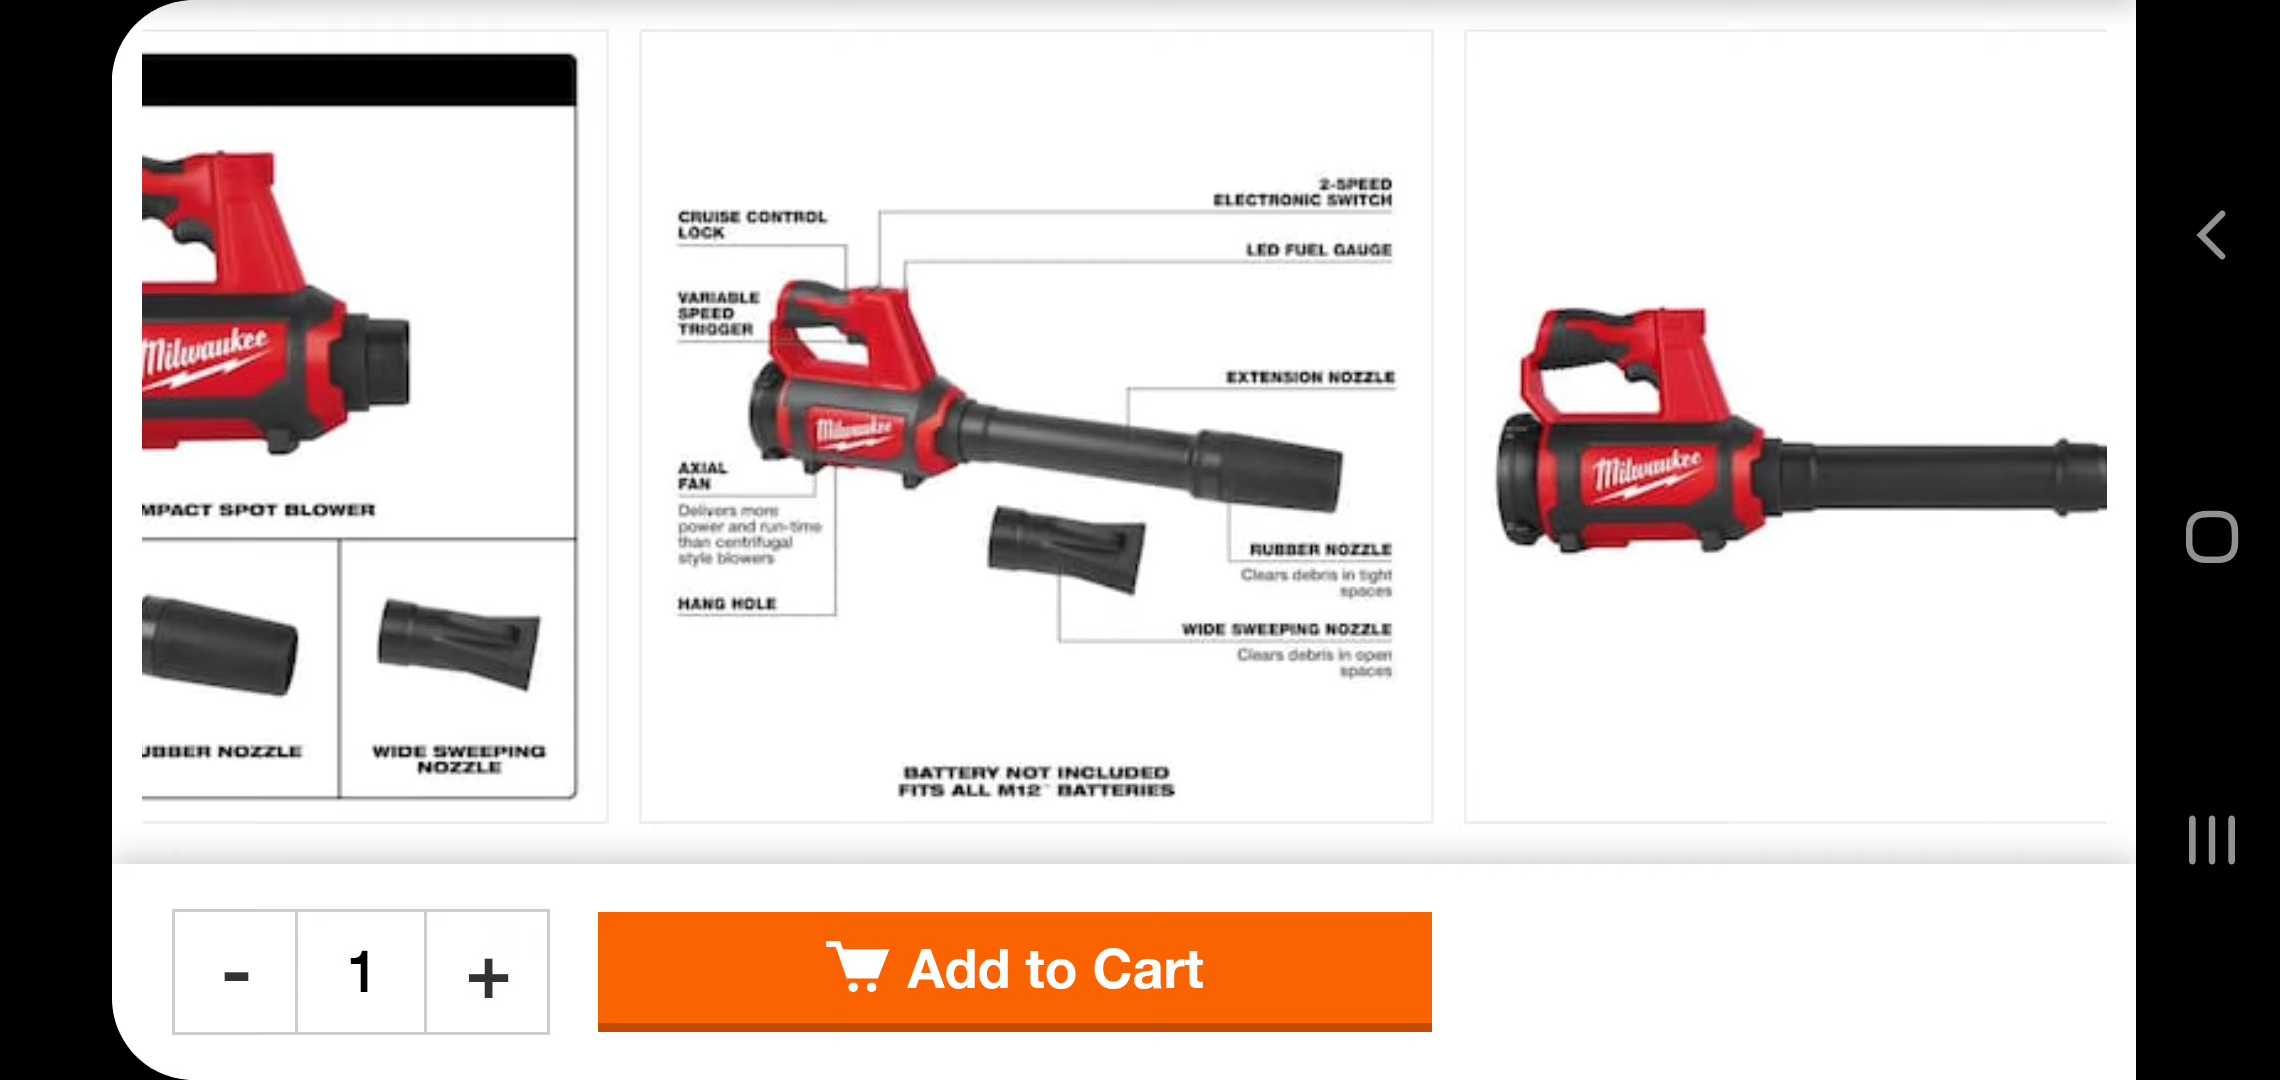 Milwaukee
MPACT SPOT BLOWER
UBBER NOZZLE
WIDE SWEEPING
NOZZLE
CRUISE CONTROL
LOCK
2-SPEED
ELECTRONIC SWITCH
LED FUEL GAUGE
VARIABLE
SPEED
TRIGGER
EXTENSION NOZZLE
Milwaukee
AXIAL
FAN
Delivers more
power and run-time
than centrifugal
style blowers
HANG HOLE
RUBBER NOZZLE
Clears debris in tight
spaces
WIDE SWEEPING NOZZLE
Clears debris in open
spaces
BATTERY NOT INCLUDED
FITS ALL M12™ BATTERIES
Milwaukee
- 1 +
Add to Cart